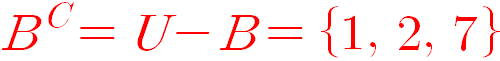 B^C = U − B = {1, 2, 7}